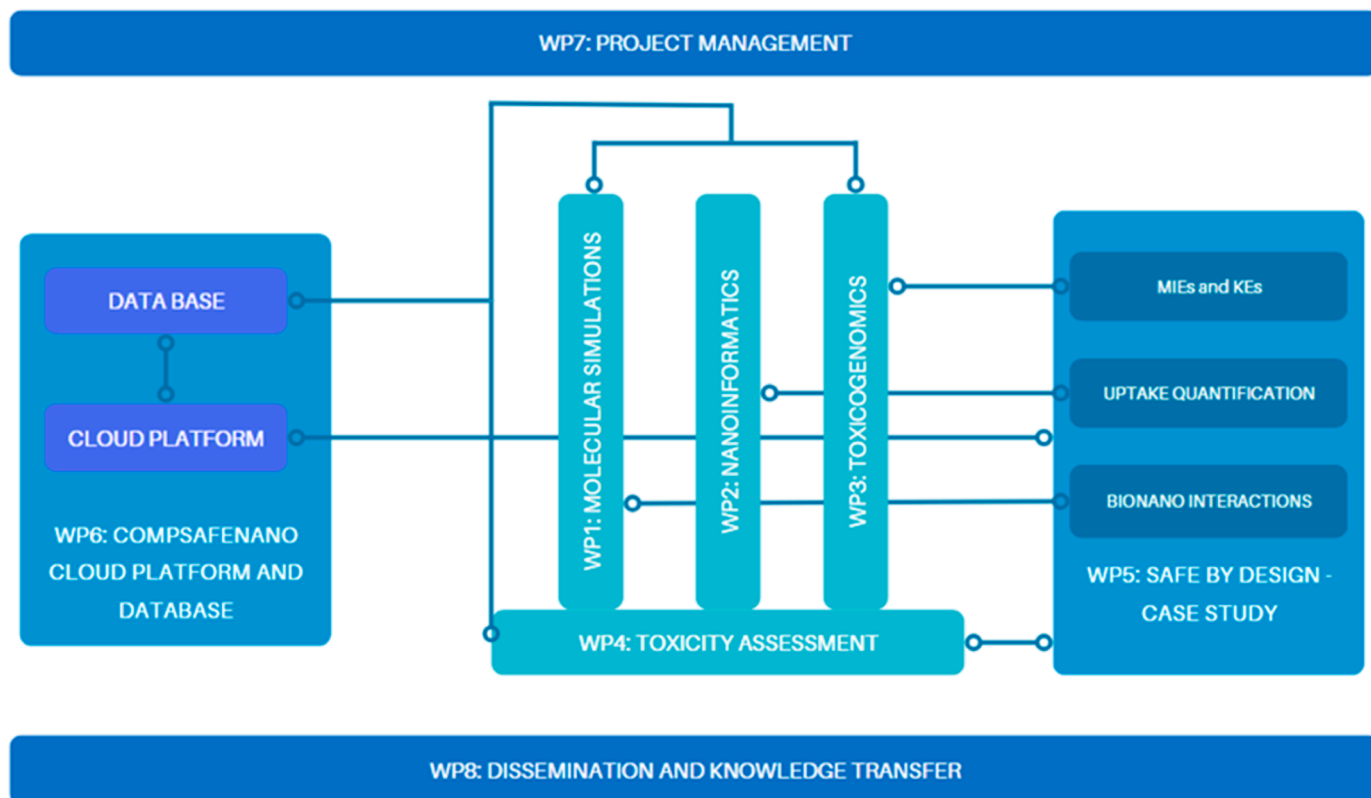 WP7: PROJECT MANAGEMENT
DATA BASE
CLOUD PLATFORM
WP6: COMPSAFENANO
CLOUD PLATFORM AND
DATABASE
WP1: MOLECULAR SIMULATIONS
WP2: NANOINFORMATICS
WP3: TOXICOGENOMICS
WP4: TOXICITY ASSESSMENT
MIEs and KEs
UPTAKE QUANTIFICATION
BIONANO INTERACTIONS
WP5: SAFE BY DESIGN -
CASE STUDY
WP8: DISSEMINATION AND KNOWLEDGE TRANSFER